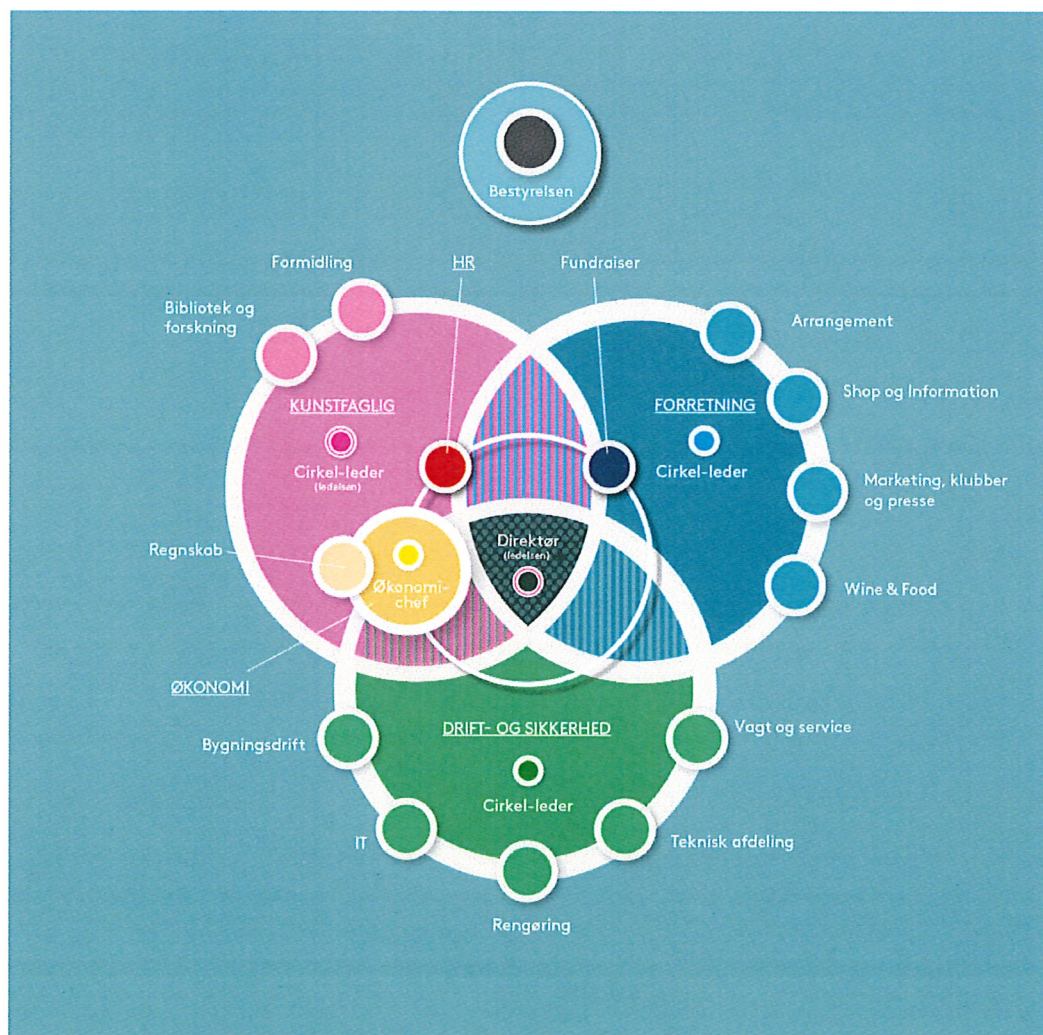 Bestyrelsen
Formidling
HR
Fundraiser
Bibliotek og
forskning
Arrangement
KUNSTFAGLIG
Cirkel-leder
(ledelsen)
FORRETNING
Cirkel-leder
Shop og Information
Marketing, klubber
og presse
Regnskab
Økonomi-
chef
Direktør
(ledelsen)
Wine & Food
ØKONOMI
Bygningsdrift
DRIFT- OG SIKKERHED
Cirkel-leder
Vagt og service
IT
Teknisk afdeling
Rengøring